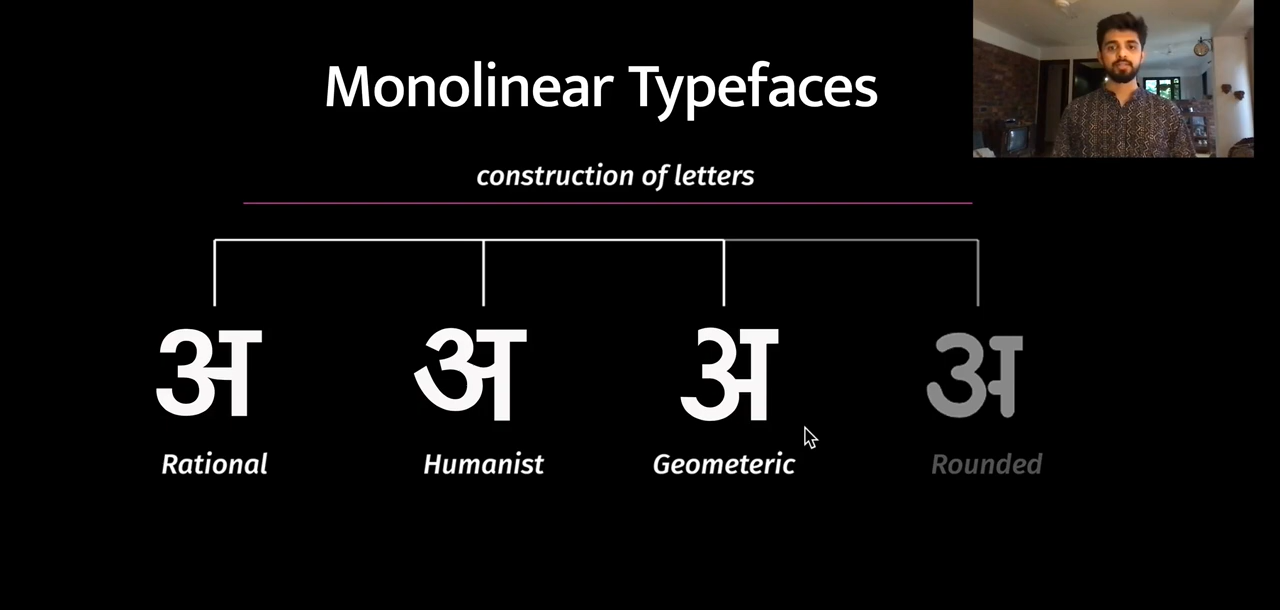 Monolinear Typefaces
construction of letters
अ अ अ अ
Rational Humanist Geometeric Rounded